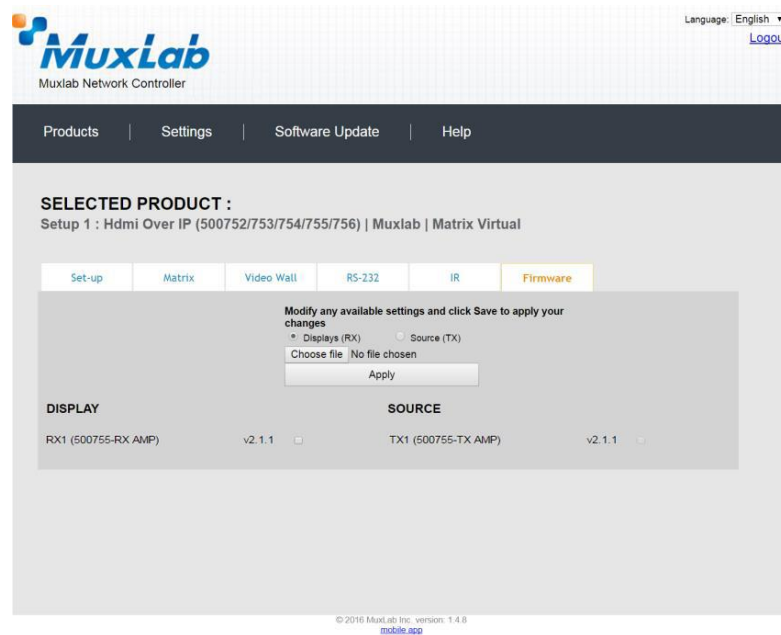 Language: English
Logou
MuxLab
Muxlab Network Controller
Products | Settings | Software Update | Help
SELECTED PRODUCT :
Setup 1 : Hdmi Over IP (500752/753/754/755/756) | Muxlab | Matrix Virtual
Set-up Matrix Video Wall RS-232 IR Firmware
Modify any available settings and click Save to apply your
changes
Displays (RX) Source (TX)
Choose file No file chosen
Apply
DISPLAY SOURCE
RX1 (500755-RX AMP) v2.1.1 TX1 (500755-TX AMP) v2.1.1
© 2016 MuxLab Inc. version: 1.4.8
mobile app